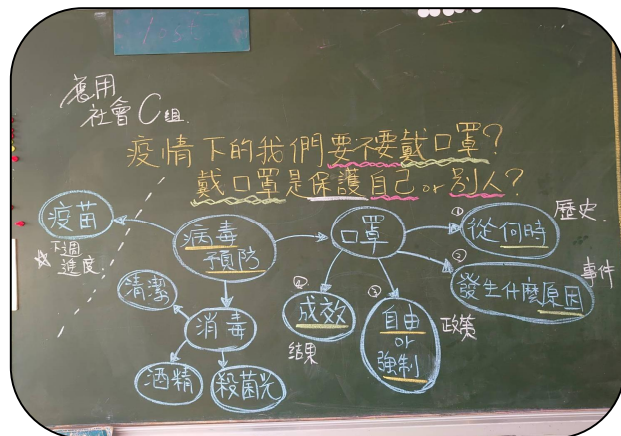 應用
社會C組.
疫情下的我們要不要戴口罩?
戴口罩是保護自己or別人?
疫苗
☆下週
進度
病毒
預防
口罩
①
從何時
歷史.
②
發生什麼原因
事件
③
自由
or
強制
政策
④
成效
結果
清潔
消毒
酒精
殺菌光